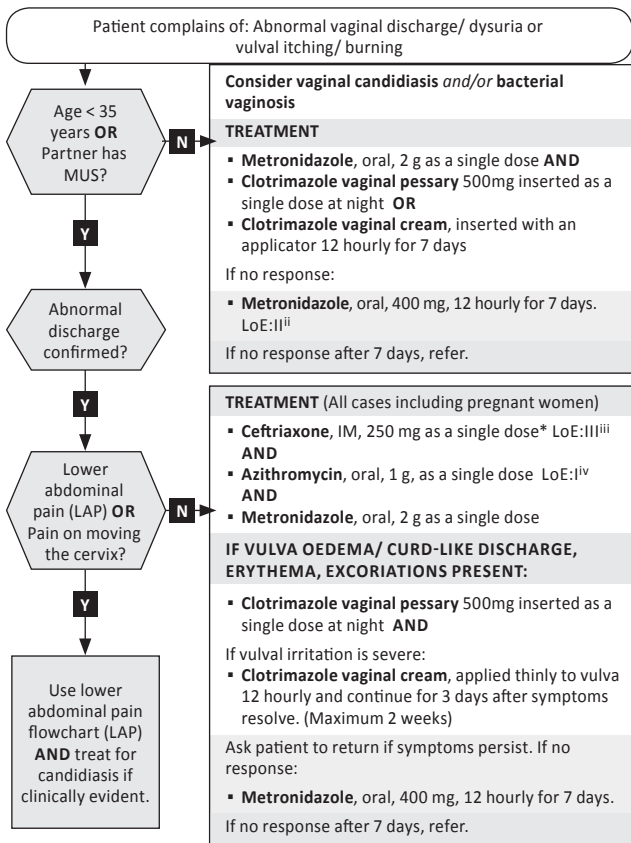 Patient complains of: Abnormal vaginal discharge/ dysuria or
vulval itching/ burning
Age < 35
years OR
Partner has
MUS?
N
Consider vaginal candidiasis and/or bacterial
vaginosis
TREATMENT
▪ Metronidazole, oral, 2 g as a single dose AND
▪ Clotrimazole vaginal pessary 500mg inserted as a
single dose at night OR
▪ Clotrimazole vaginal cream, inserted with an
applicator 12 hourly for 7 days
If no response:
▪ Metronidazole, oral, 400 mg, 12 hourly for 7 days.
LoE:IIii
If no response after 7 days, refer.
Y
Abnormal
discharge
confirmed?
Y
Lower
abdominal
pain (LAP) OR
Pain on moving
the cervix?
N
TREATMENT (All cases including pregnant women)
▪ Ceftriaxone, IM, 250 mg as a single dose* LoE:IIIiii
AND
▪ Azithromycin, oral, 1 g, as a single dose LoE:Iiv
AND
▪ Metronidazole, oral, 2 g as a single dose
IF VULVA OEDEMA/ CURD-LIKE DISCHARGE,
ERYTHEMA, EXCORIATIONS PRESENT:
▪ Clotrimazole vaginal pessary 500mg inserted as a
single dose at night AND
If vulval irritation is severe:
▪ Clotrimazole vaginal cream, applied thinly to vulva
12 hourly and continue for 3 days after symptoms
resolve. (Maximum 2 weeks)
Ask patient to return if symptoms persist. If no
response:
▪ Metronidazole, oral, 400 mg, 12 hourly for 7 days.
If no response after 7 days, refer.
Y
Use lower
abdominal pain
flowchart (LAP)
AND treat for
candidiasis if
clinically evident.